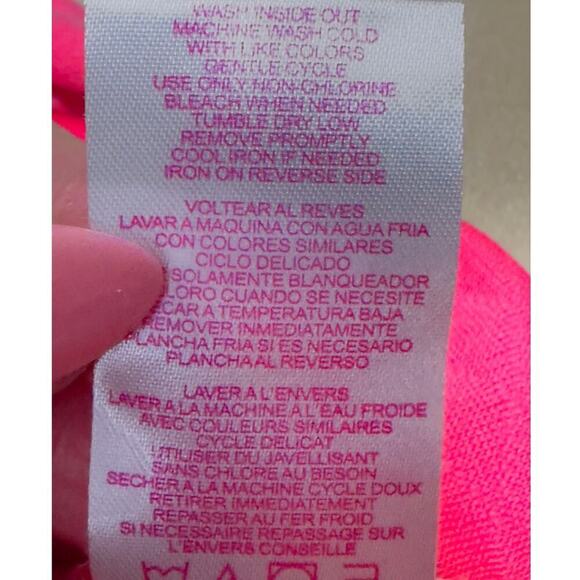 WASH INSIDE OUT
MACHINE WASH COLD
WITH LIKE COLORS
GENTLE CYCLE
USE ONLY NON-CHLORINE
BLEACH WHEN NEEDED
TUMBLE DRY LOW
REMOVE PROMPTLY
COOL IRON IF NEEDED
IRON ON REVERSE SIDE
VOLTEAR AL REVES
LAVAR A MAQUINA CON AGUA FRIA
CON COLORES SIMILARES
CICLO DELICADO
SOLAMENTE BLANQUEADOR
CUANDO SE NECESITE
A TEMPERATURA BAJA
REMOVER INMEDIATAMENTE
PLANCHA FRIA SI ES NECESARIO
PLANCHA AL REVERSO
LAVER A L'ENVERS
LAVER A LA MACHINE A L'EAU FROIDE
AVEC COULEURS SIMILAIRES
CYCLE DELICAT
UTILISER DU JAVELLISANT
SANS CHLORE AU BESOIN
SECHER A LA MACHINE CYCLE DOUX
RETIRER IMMEDIATEMENT
REPASSER AU FER FROID
SI NECESSAIRE REPASSAGE SUR
L'ENVERS CONSEILLE